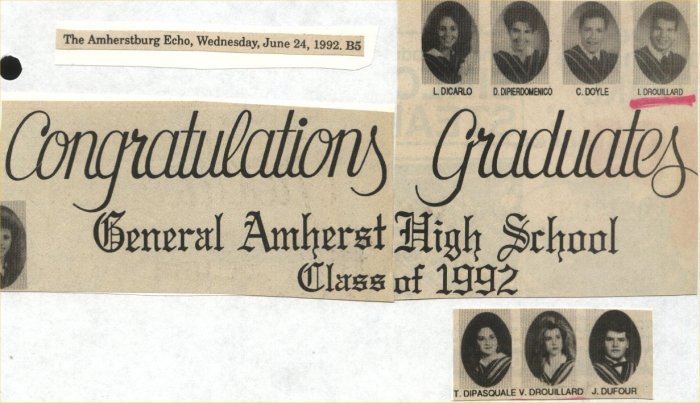 The Amherstburg Echo, Wednesday, June 24, 1992. B5
L. DICARLO D. DIPIERDOMENICO C. DOYLE I. DROUILLARD
Congratulations Graduates
General Amherst High School
Class of 1992
T. DIPASQUALE V. DROUILLARD J. DUFOUR